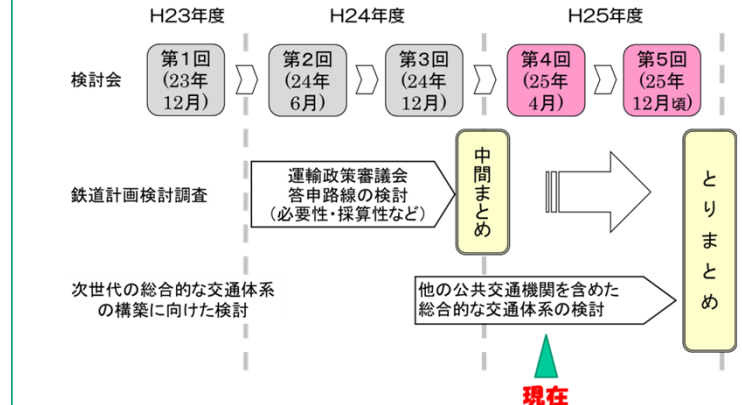 H23年度
H24年度
H25年度
検討会
第1回
(23年
12月)
第2回
(24年
6月)
第3回
(24年
12月)
第4回
(25年
4月)
第5回
(25年
12月頃)
鉄道計画検討調査
運輸政策審議会
答申路線の検討
(必要性・採算性など)
中間まとめ
とりまとめ
次世代の総合的な交通体系
の構築に向けた検討
他の公共交通機関を含めた
総合的な交通体系の検討
現在